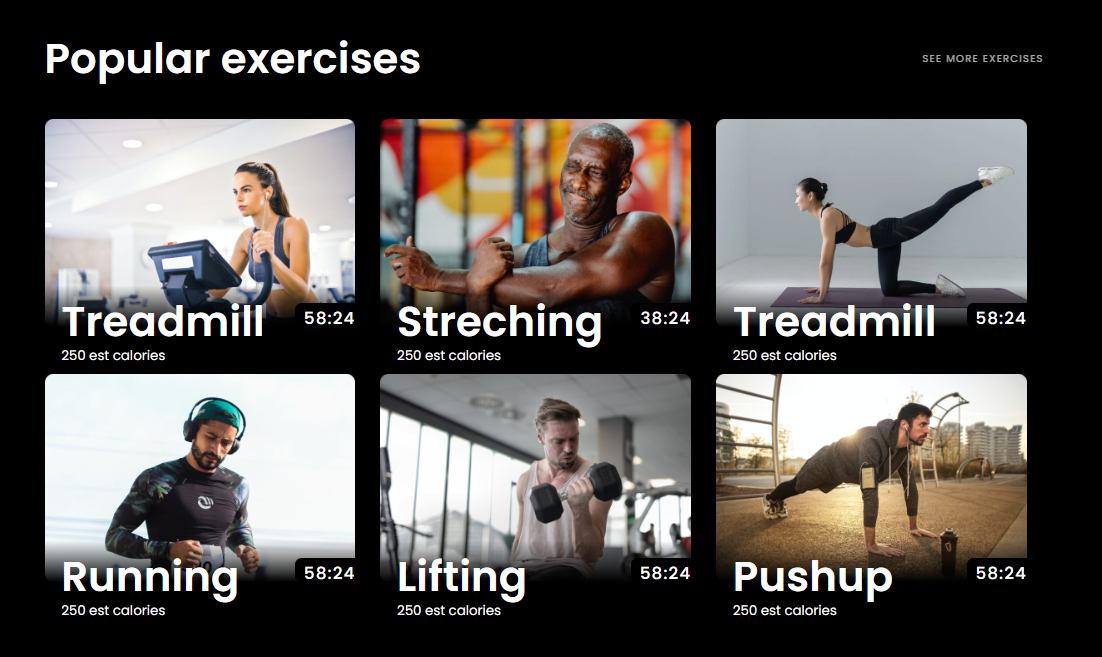 Popular exercises
SEE MORE EXERCISES
Treadmill
58:24
250 est calories
Streching
38:24
250 est calories
Treadmill
58:24
250 est calories
Running
58:24
250 est calories
Lifting
58:24
250 est calories
Pushup
58:24
250 est calories